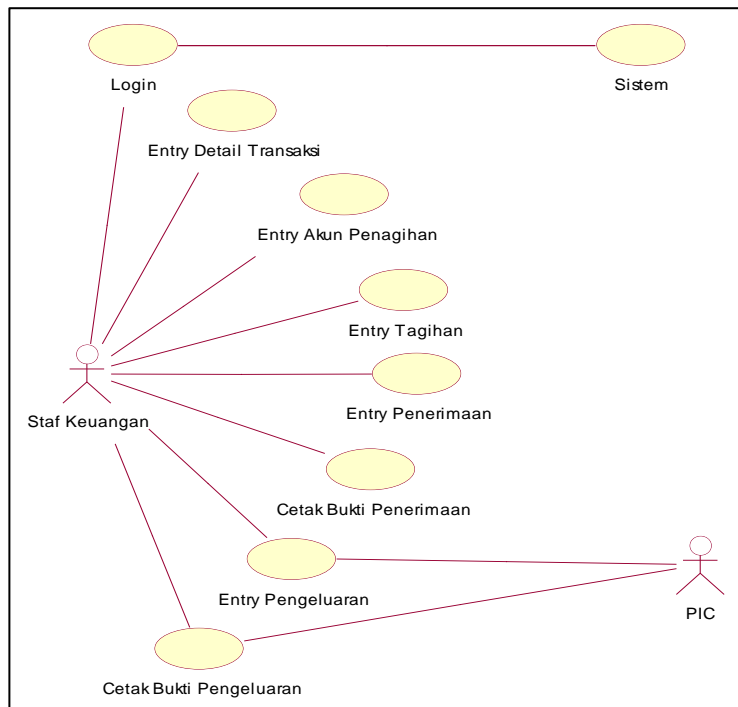 Login
Sistem
Entry Detail Transaksi
Entry Akun Penagihan
Entry Tagihan
Entry Penerimaan
Staf Keuangan
Cetak Bukti Penerimaan
Entry Pengeluaran
PIC
Cetak Bukti Pengeluaran